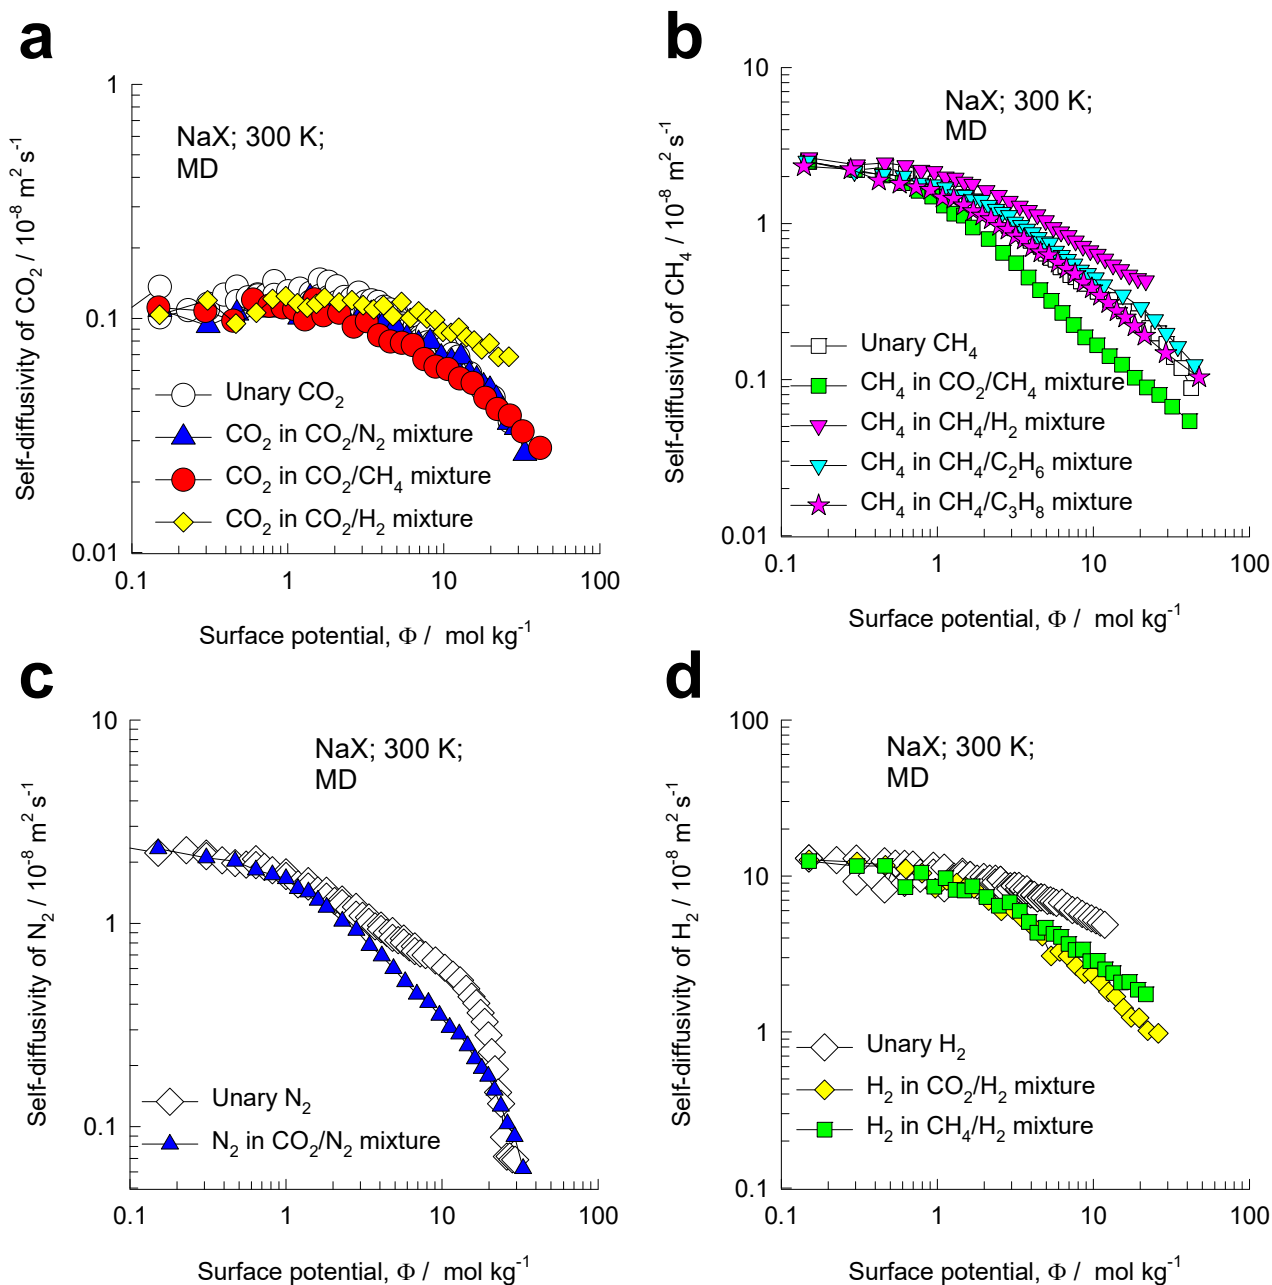 a
NaX; 300 K;
MD
Self-diffusivity of CO2 / 10-8 m2 s-1
1
0.1
0.01
Unary CO2
CO2 in CO2/N2 mixture
CO2 in CO2/CH4 mixture
CO2 in CO2/H2 mixture
0.1 1 10 100
Surface potential, Φ / mol kg-1
b
NaX; 300 K;
MD
Self-diffusivity of CH4 / 10-8 m2 s-1
10
1
0.1
0.01
Unary CH4
CH4 in CO2/CH4 mixture
CH4 in CH4/H2 mixture
CH4 in CH4/C2H6 mixture
CH4 in CH4/C3H8 mixture
0.1 1 10 100
Surface potential, Φ / mol kg-1
c
NaX; 300 K;
MD
Self-diffusivity of N2 / 10-8 m2 s-1
10
1
0.1
Unary N2
N2 in CO2/N2 mixture
0.1 1 10 100
Surface potential, Φ / mol kg-1
d
NaX; 300 K;
MD
Self-diffusivity of H2 / 10-8 m2 s-1
100
10
1
0.1
Unary H2
H2 in CO2/H2 mixture
H2 in CH4/H2 mixture
0.1 1 10 100
Surface potential, Φ / mol kg-1